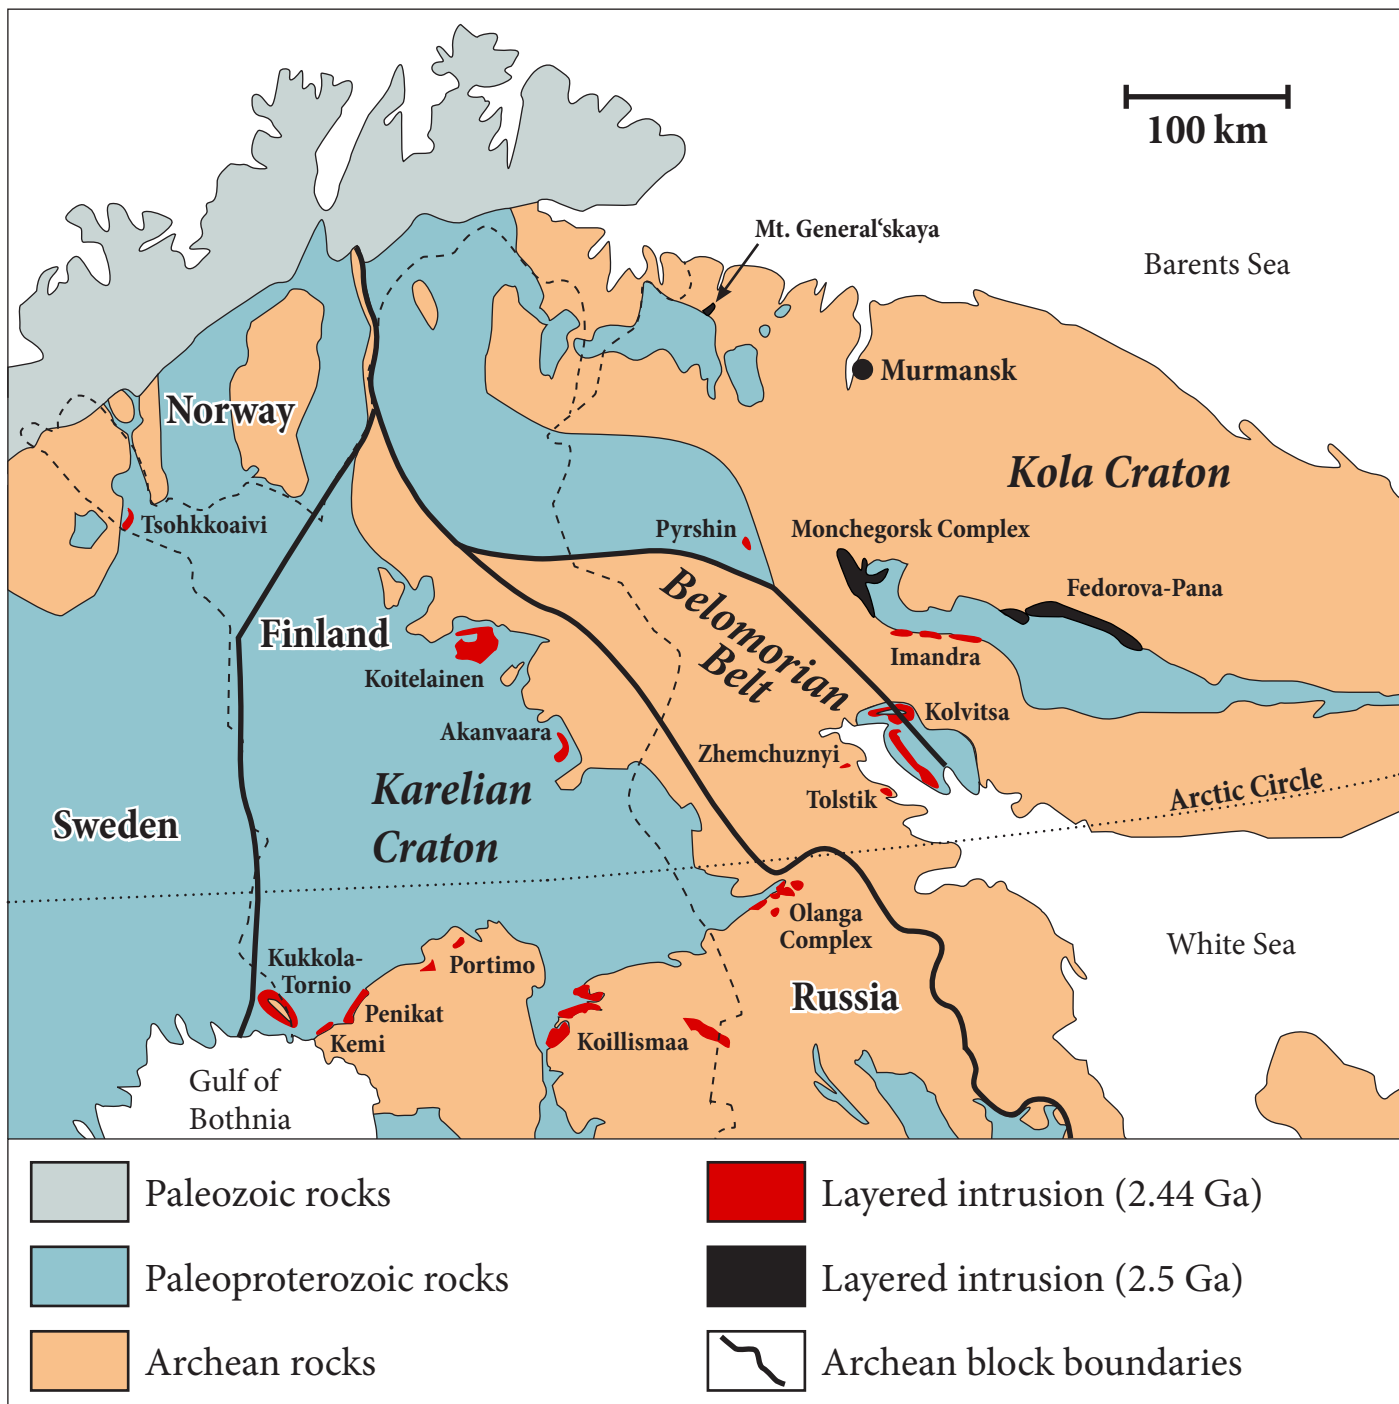 100 km
Mt. General‘skaya
Barents Sea
Murmansk
Norway
Kola Craton
Tsohkkoaivi
Pyrshin
Monchegorsk Complex
Fedorova-Pana
Belomorian
Belt
Finland
Imandra
Koitelainen
Kolvitsa
Akanvaara
Zhemchuznyi
Tolstik
Arctic Circle
Karelian
Craton
Sweden
Olanga
Complex
White Sea
Kukkola-
Tornio
Portimo
Russia
Penikat
Kemi
Koillismaa
Gulf of
Bothnia
Paleozoic rocks
Layered intrusion (2.44 Ga)
Paleoproterozoic rocks
Layered intrusion (2.5 Ga)
Archean rocks
Archean block boundaries